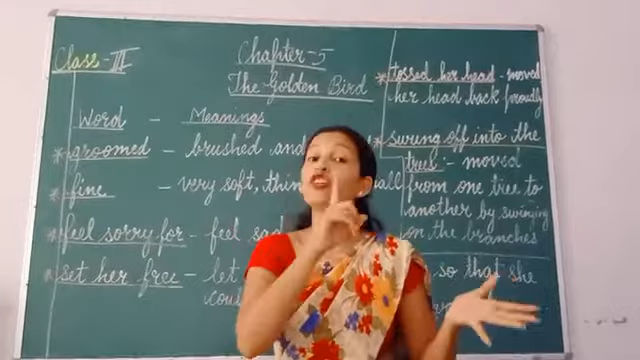 Class-III
Chapter-5
The Golden Bird
Word - Meanings
* groomed - brushed and
* fine - very soft, thin
* feel sorry for - feel sad
* set her free - let
* tossed her head - moved
her head back proudly
* swung off into the
tree :- moved
from one tree to
another by swinging
on the branches
so that she